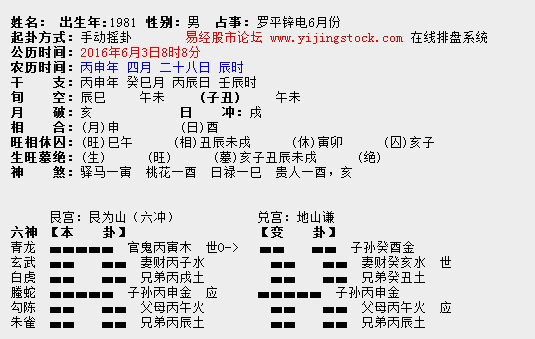 姓名： 出生年:1981 性别：男 占事：罗平锌电6月份
起卦方式：手动摇卦 易经股市论坛 www.yijingstock.com 在线排盘系统
公历时间：2016年6月3日8时8分
农历时间：丙申年 四月 二十八日 辰时
干 支：丙申年 癸巳月 丙辰日 壬辰时
旬 空：辰巳 午未 (子丑) 午未
月 破：亥 日 冲：戌
相 合：(月)申 (日)酉
旺相休囚：(旺)巳午 (相)丑辰未戌 (休)寅卯 (囚)亥子
生旺墓绝：(生) (旺) (墓)亥子丑辰未戌 (绝)
神 煞：驿马—寅 桃花—酉 日禄—巳 贵人—酉，亥
艮宫：艮为山（六冲） 兑宫：地山谦
六神【本 卦】 【变 卦】
青龙 官鬼丙寅木 世O-> 子孙癸酉金
玄武 妻财丙子水 妻财癸亥水 世
白虎 兄弟丙戌土 兄弟癸丑土
螣蛇 子孙丙申金 应 子孙丙申金
勾陈 父母丙午火 父母丙午火 应
朱雀 兄弟丙辰土 兄弟丙辰土